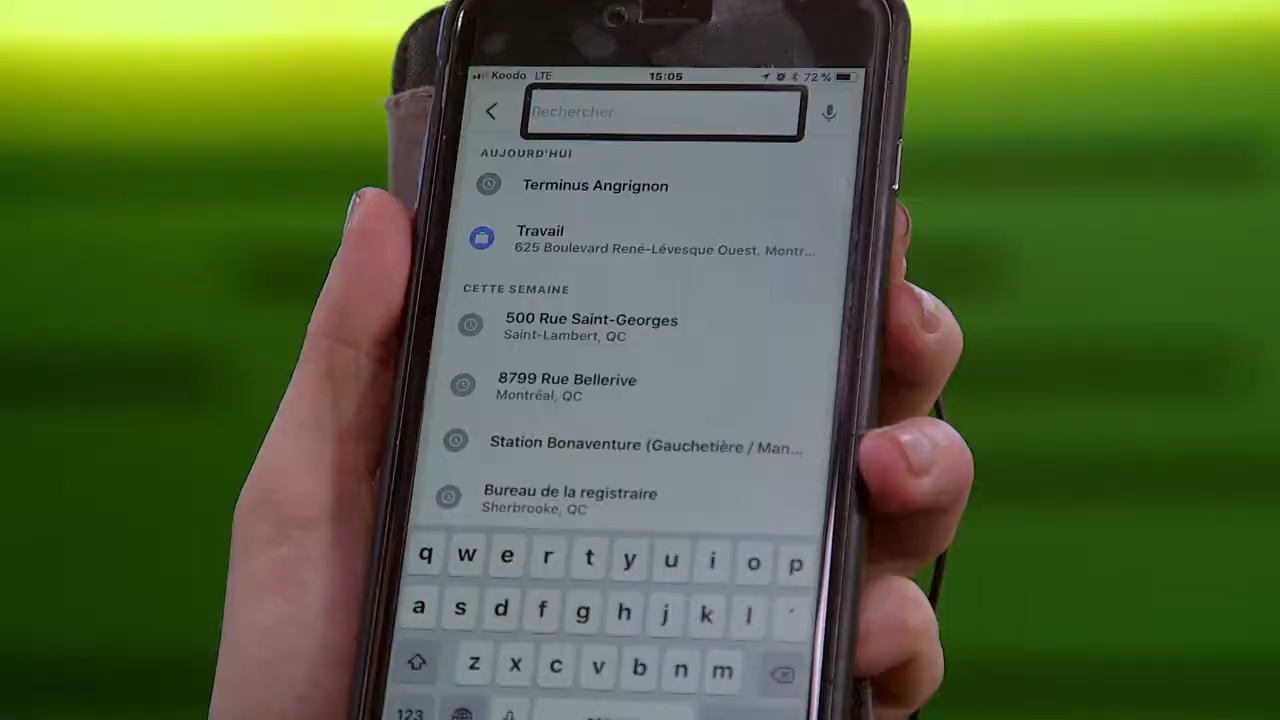 Koodo LTE 15:05 72 %
Rechercher
AUJOURD'HUI
Terminus Angrignon
Travail
625 Boulevard René-Lévesque Ouest, Montr...
CETTE SEMAINE
500 Rue Saint-Georges
Saint-Lambert, QC
8799 Rue Bellerive
Montréal, QC
Station Bonaventure (Gauchetière / Man...
Bureau de la registraire
Sherbrooke, QC
q w e r t y u i o p
a s d f g h j k l ´
z x c v b n m
123